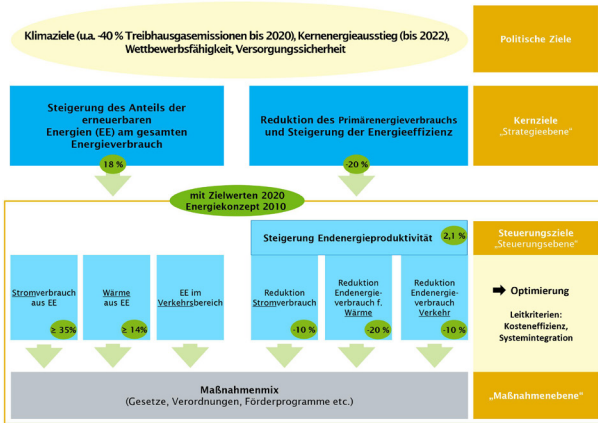 Klimaziele (u.a. -40 % Treibhausgasemissionen bis 2020), Kernenergieausstieg (bis 2022),
Wettbewerbsfähigkeit, Versorgungssicherheit
Politische Ziele
Steigerung des Anteils der
erneuerbaren
Energien (EE) am gesamten
Energieverbrauch
18 %
Reduktion des Primärenergieverbrauchs
und Steigerung der Energieeffizienz
-20 %
Kernziele
„Strategieebene"
mit Zielwerten 2020
Energiekonzept 2010
Steigerung Endenergieproduktivität
2,1 %
Steuerungsziele
„Steuerungsebene"
Stromverbrauch
aus EE
≥ 35%
Wärme
aus EE
≥ 14%
EE im
Verkehrsbereich
Reduktion
Stromverbrauch
-10 %
Reduktion
Endenergie-
verbrauch f.
Wärme
-20 %
Reduktion
Endenergie-
verbrauch
Verkehr
-10 %
Optimierung
Leitkriterien:
Kosteneffizienz,
Systemintegration
Maßnahmenmix
(Gesetze, Verordnungen, Förderprogramme etc.)
„Maßnahmenebene"